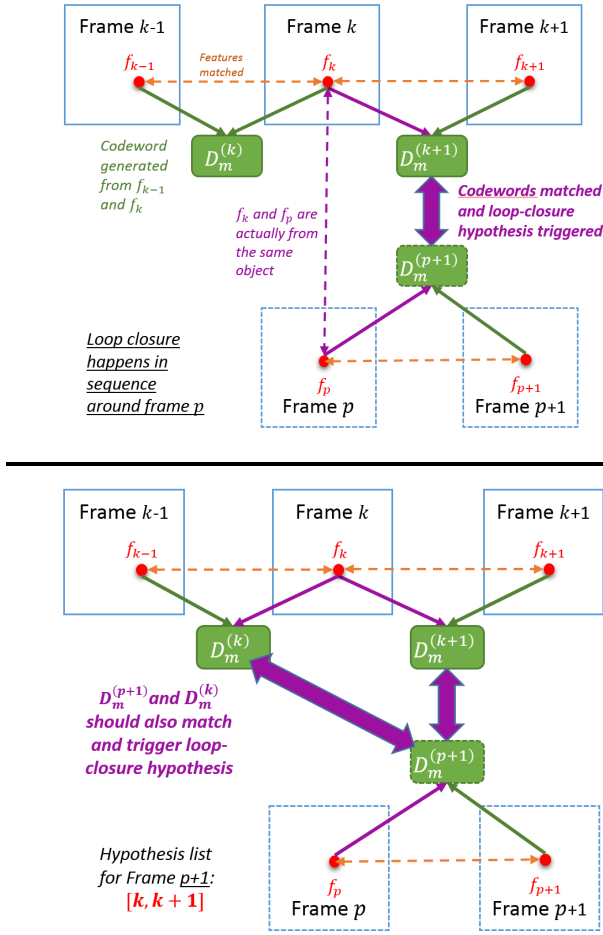 Frame k-1
Frame k
Frame k+1
f_{k-1}
Features
matched
f_k
f_{k+1}
D_m^{(k)}
D_m^{(k+1)}
Codeword
generated
from f_{k-1}
and f_k
f_k and f_p are
actually from
the same
object
Codewords matched
and loop-closure
hypothesis triggered
D_m^{(p+1)}
Loop closure
happens in
sequence
around frame p
f_p
f_{p+1}
Frame p
Frame p+1
Frame k-1
Frame k
Frame k+1
f_{k-1}
f_k
f_{k+1}
D_m^{(k)}
D_m^{(k+1)}
D_m^{(p+1)} and D_m^{(k)}
should also match
and trigger loop-
closure hypothesis
D_m^{(p+1)}
Hypothesis list
for Frame p+1:
[k, k + 1]
f_p
f_{p+1}
Frame p
Frame p+1